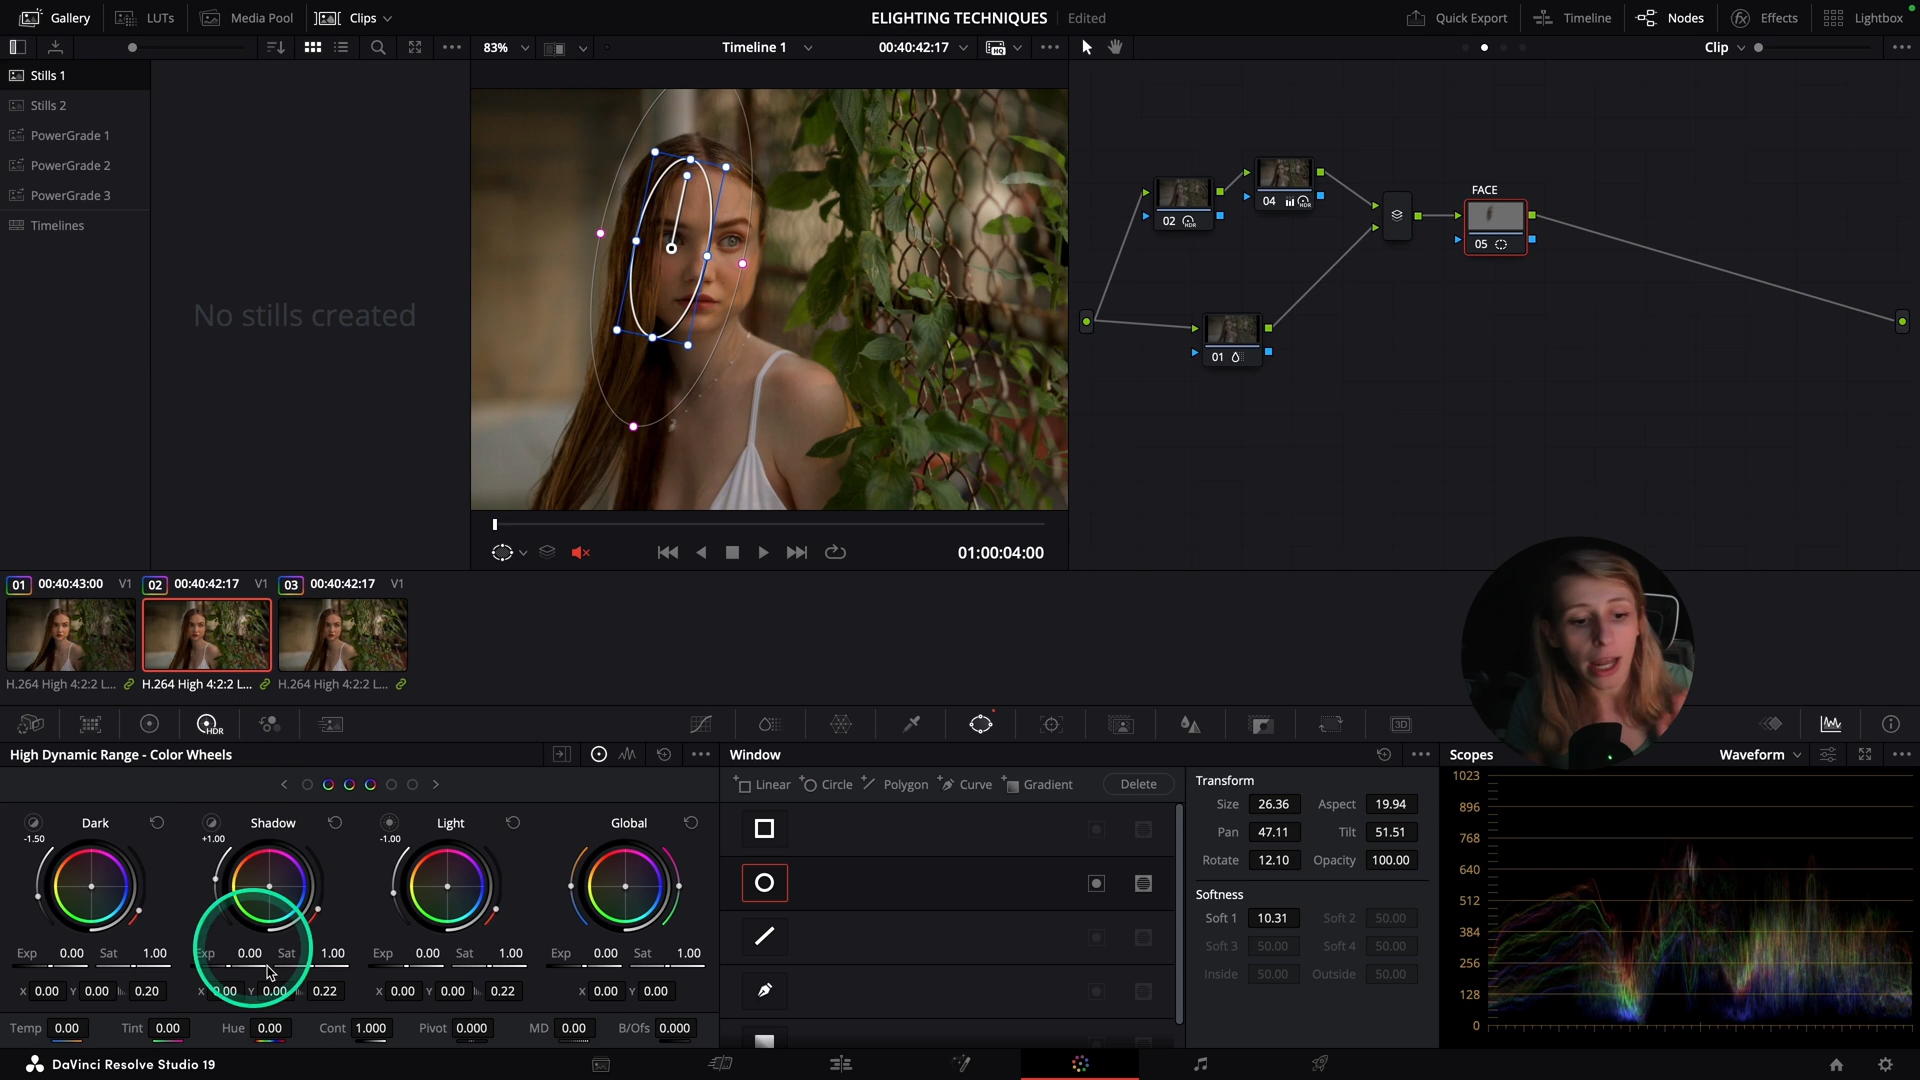 Gallery LUTs Media Pool Clips ELIGHTING TECHNIQUES Edited Quick Export Timeline Nodes Effects Lightbox
83% Timeline 1 00:40:42:17 Clip
Stills 1
Stills 2
PowerGrade 1
PowerGrade 2
PowerGrade 3
Timelines
No stills created
FACE
02 HDR
04 HDR
05
01
01:00:04:00
01 00:40:43:00 V1 02 00:40:42:17 V1 03 00:40:42:17 V1
H.264 High 4:2:2 L... H.264 High 4:2:2 L... H.264 High 4:2:2 L...
HDR 3D
High Dynamic Range - Color Wheels Window Scopes Waveform
Linear Circle Polygon Curve Gradient Delete
Transform
Size 26.36 Aspect 19.94
Pan 47.11 Tilt 51.51
Rotate 12.10 Opacity 100.00
Softness
Soft 1 10.31 Soft 2 50.00
Soft 3 50.00 Soft 4 50.00
Inside 50.00 Outside 50.00
Dark Shadow Light Global
-1.50 +1.00 -1.00
Exp 0.00 Sat 1.00 Exp 0.00 Sat 1.00 Exp 0.00 Sat 1.00 Exp 0.00 Sat 1.00
X 0.00 Y 0.00 0.20 X 0.00 Y 0.00 0.22 X 0.00 Y 0.00 0.22 X 0.00 Y 0.00
Temp 0.00 Tint 0.00 Hue 0.00 Cont 1.000 Pivot 0.000 MD 0.00 B/Ofs 0.000
1023
896
768
640
512
384
256
128
0
DaVinci Resolve Studio 19